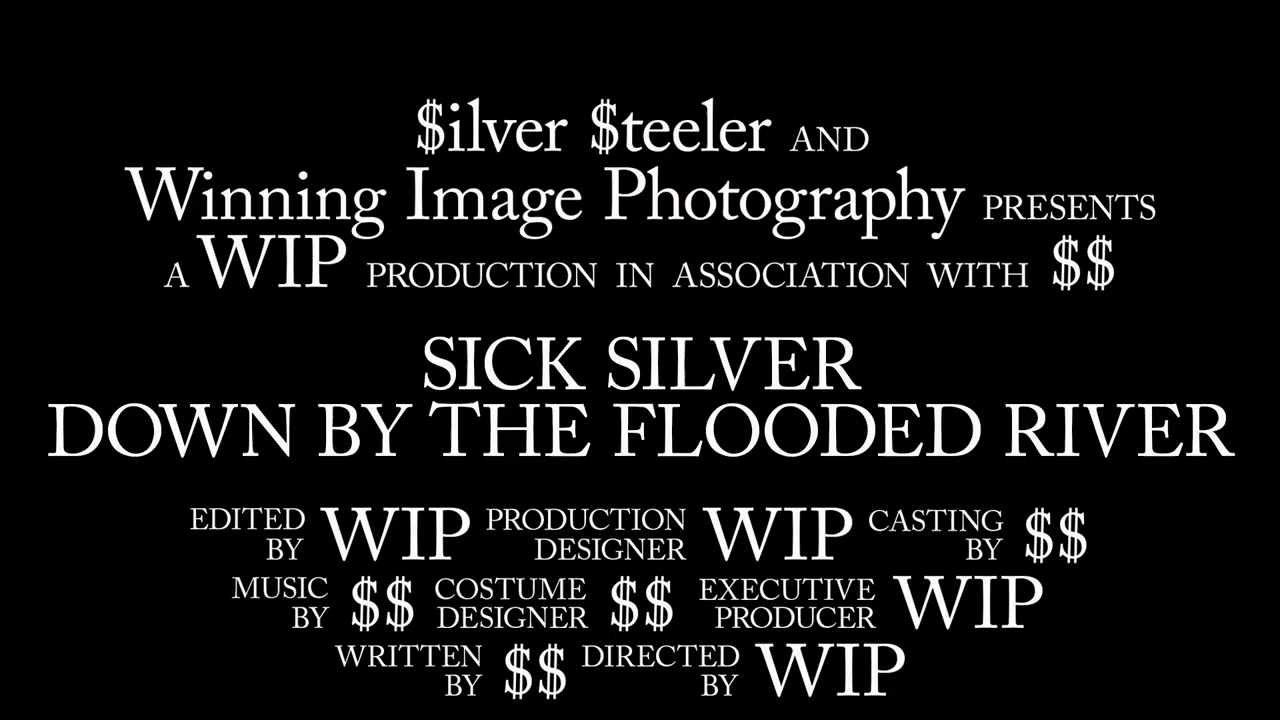 $ilver $teeler AND
Winning Image Photography PRESENTS
A WIP PRODUCTION IN ASSOCIATION WITH $$
SICK SILVER
DOWN BY THE FLOODED RIVER
EDITED BY WIP PRODUCTION DESIGNER WIP CASTING BY $$
MUSIC BY $$ COSTUME DESIGNER $$ EXECUTIVE PRODUCER WIP
WRITTEN BY $$ DIRECTED BY WIP